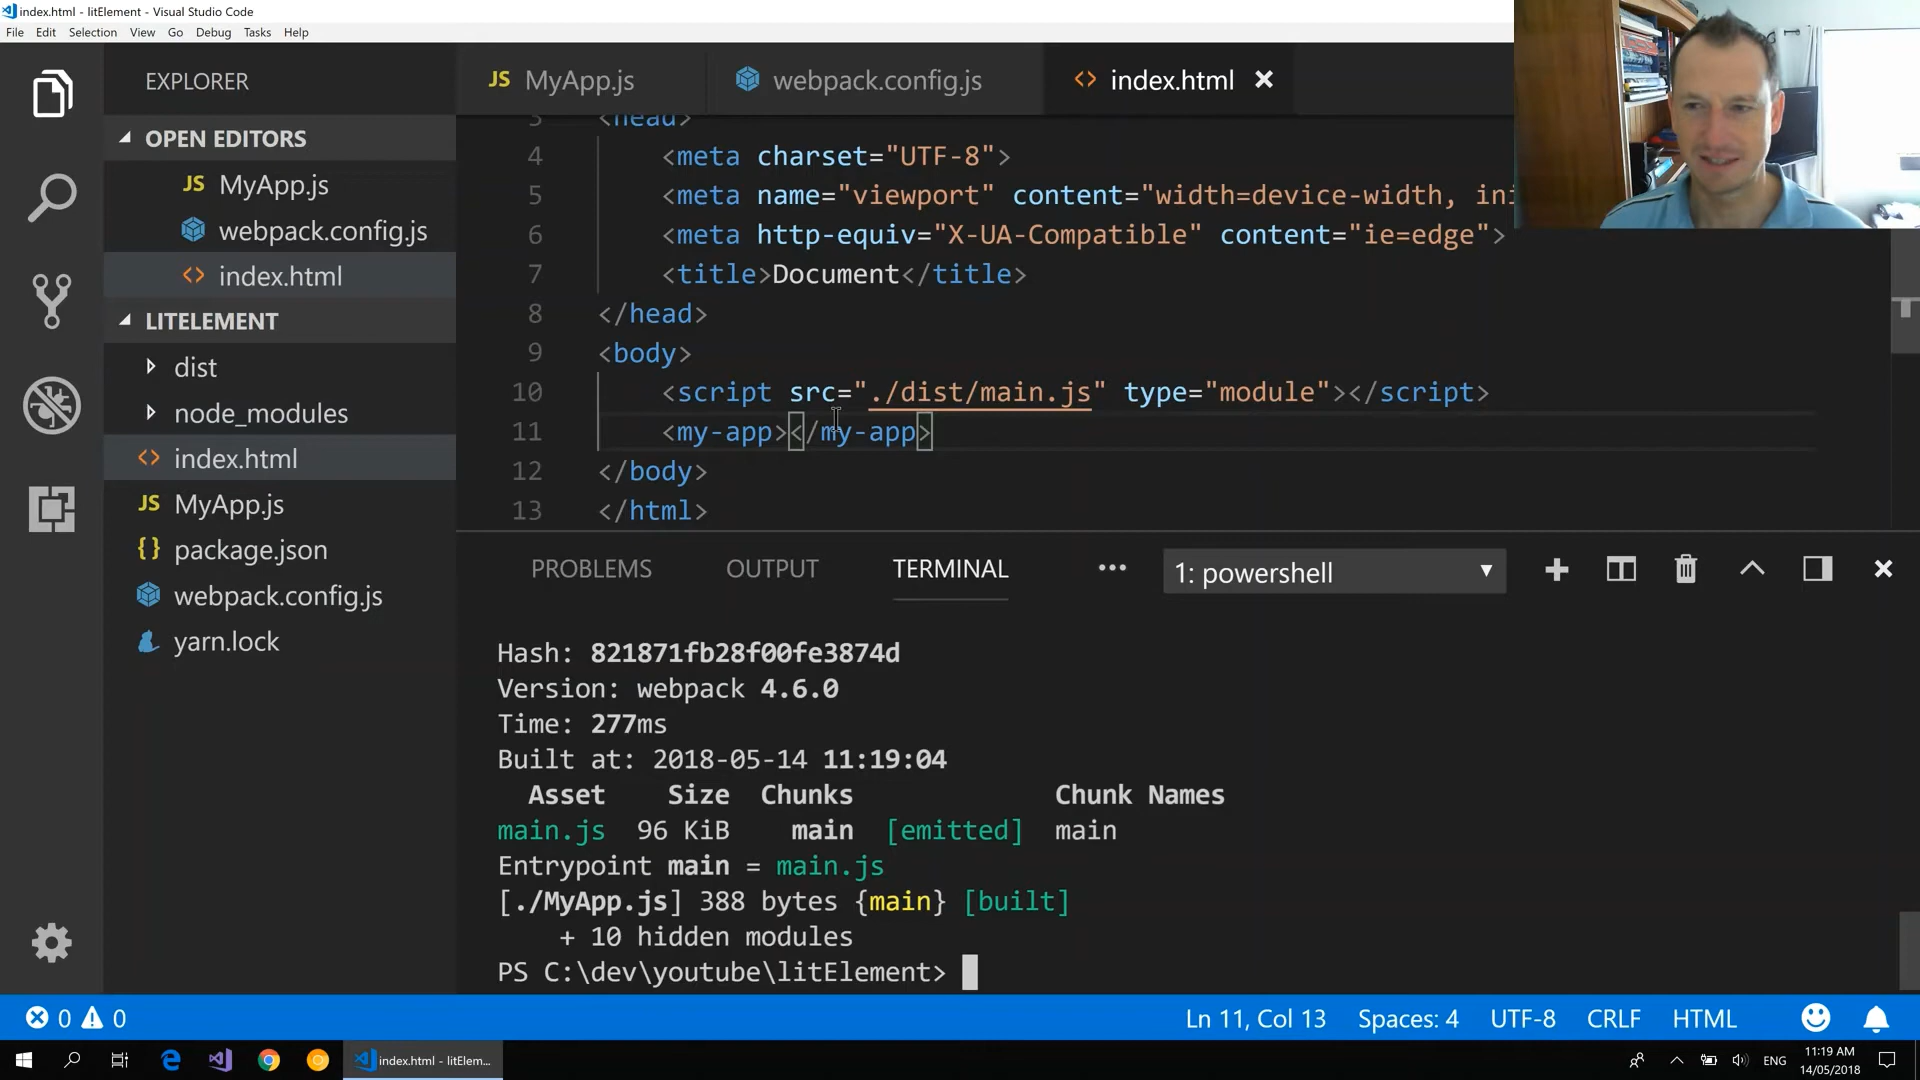 index.html - litElement - Visual Studio Code
File Edit Selection View Go Debug Tasks Help
EXPLORER
OPEN EDITORS
JS MyApp.js
webpack.config.js
<> index.html
LITELEMENT
dist
node_modules
<> index.html
JS MyApp.js
{} package.json
webpack.config.js
yarn.lock
JS MyApp.js
webpack.config.js
<> index.html
3 <head>
4 <meta charset="UTF-8">
5 <meta name="viewport" content="width=device-width, ini
6 <meta http-equiv="X-UA-Compatible" content="ie=edge">
7 <title>Document</title>
8 </head>
9 <body>
10 <script src="./dist/main.js" type="module"></script>
11 <my-app></my-app>
12 </body>
13 </html>
PROBLEMS OUTPUT TERMINAL ••• 1: powershell
Hash: 821871fb28f00fe3874d
Version: webpack 4.6.0
Time: 277ms
Built at: 2018-05-14 11:19:04
Asset Size Chunks Chunk Names
main.js 96 KiB main [emitted] main
Entrypoint main = main.js
[./MyApp.js] 388 bytes {main} [built]
+ 10 hidden modules
PS C:\dev\youtube\litElement>
0 0 Ln 11, Col 13 Spaces: 4 UTF-8 CRLF HTML
index.html - litElem... ENG 11:19 AM
14/05/2018